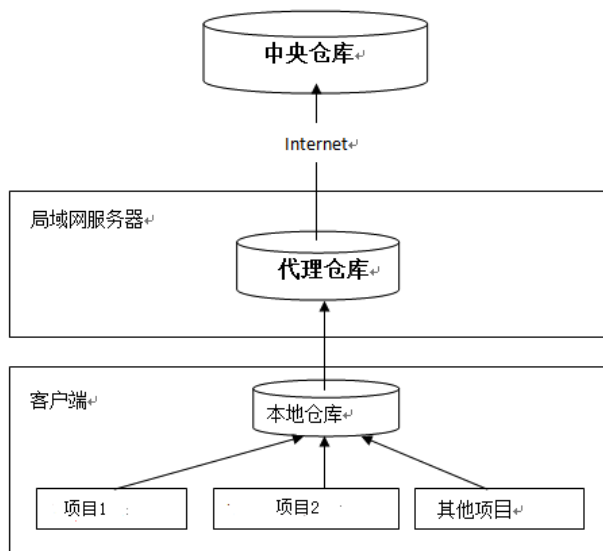 中央仓库
Internet
局域网服务器
代理仓库
客户端
本地仓库
项目1
项目2
其他项目